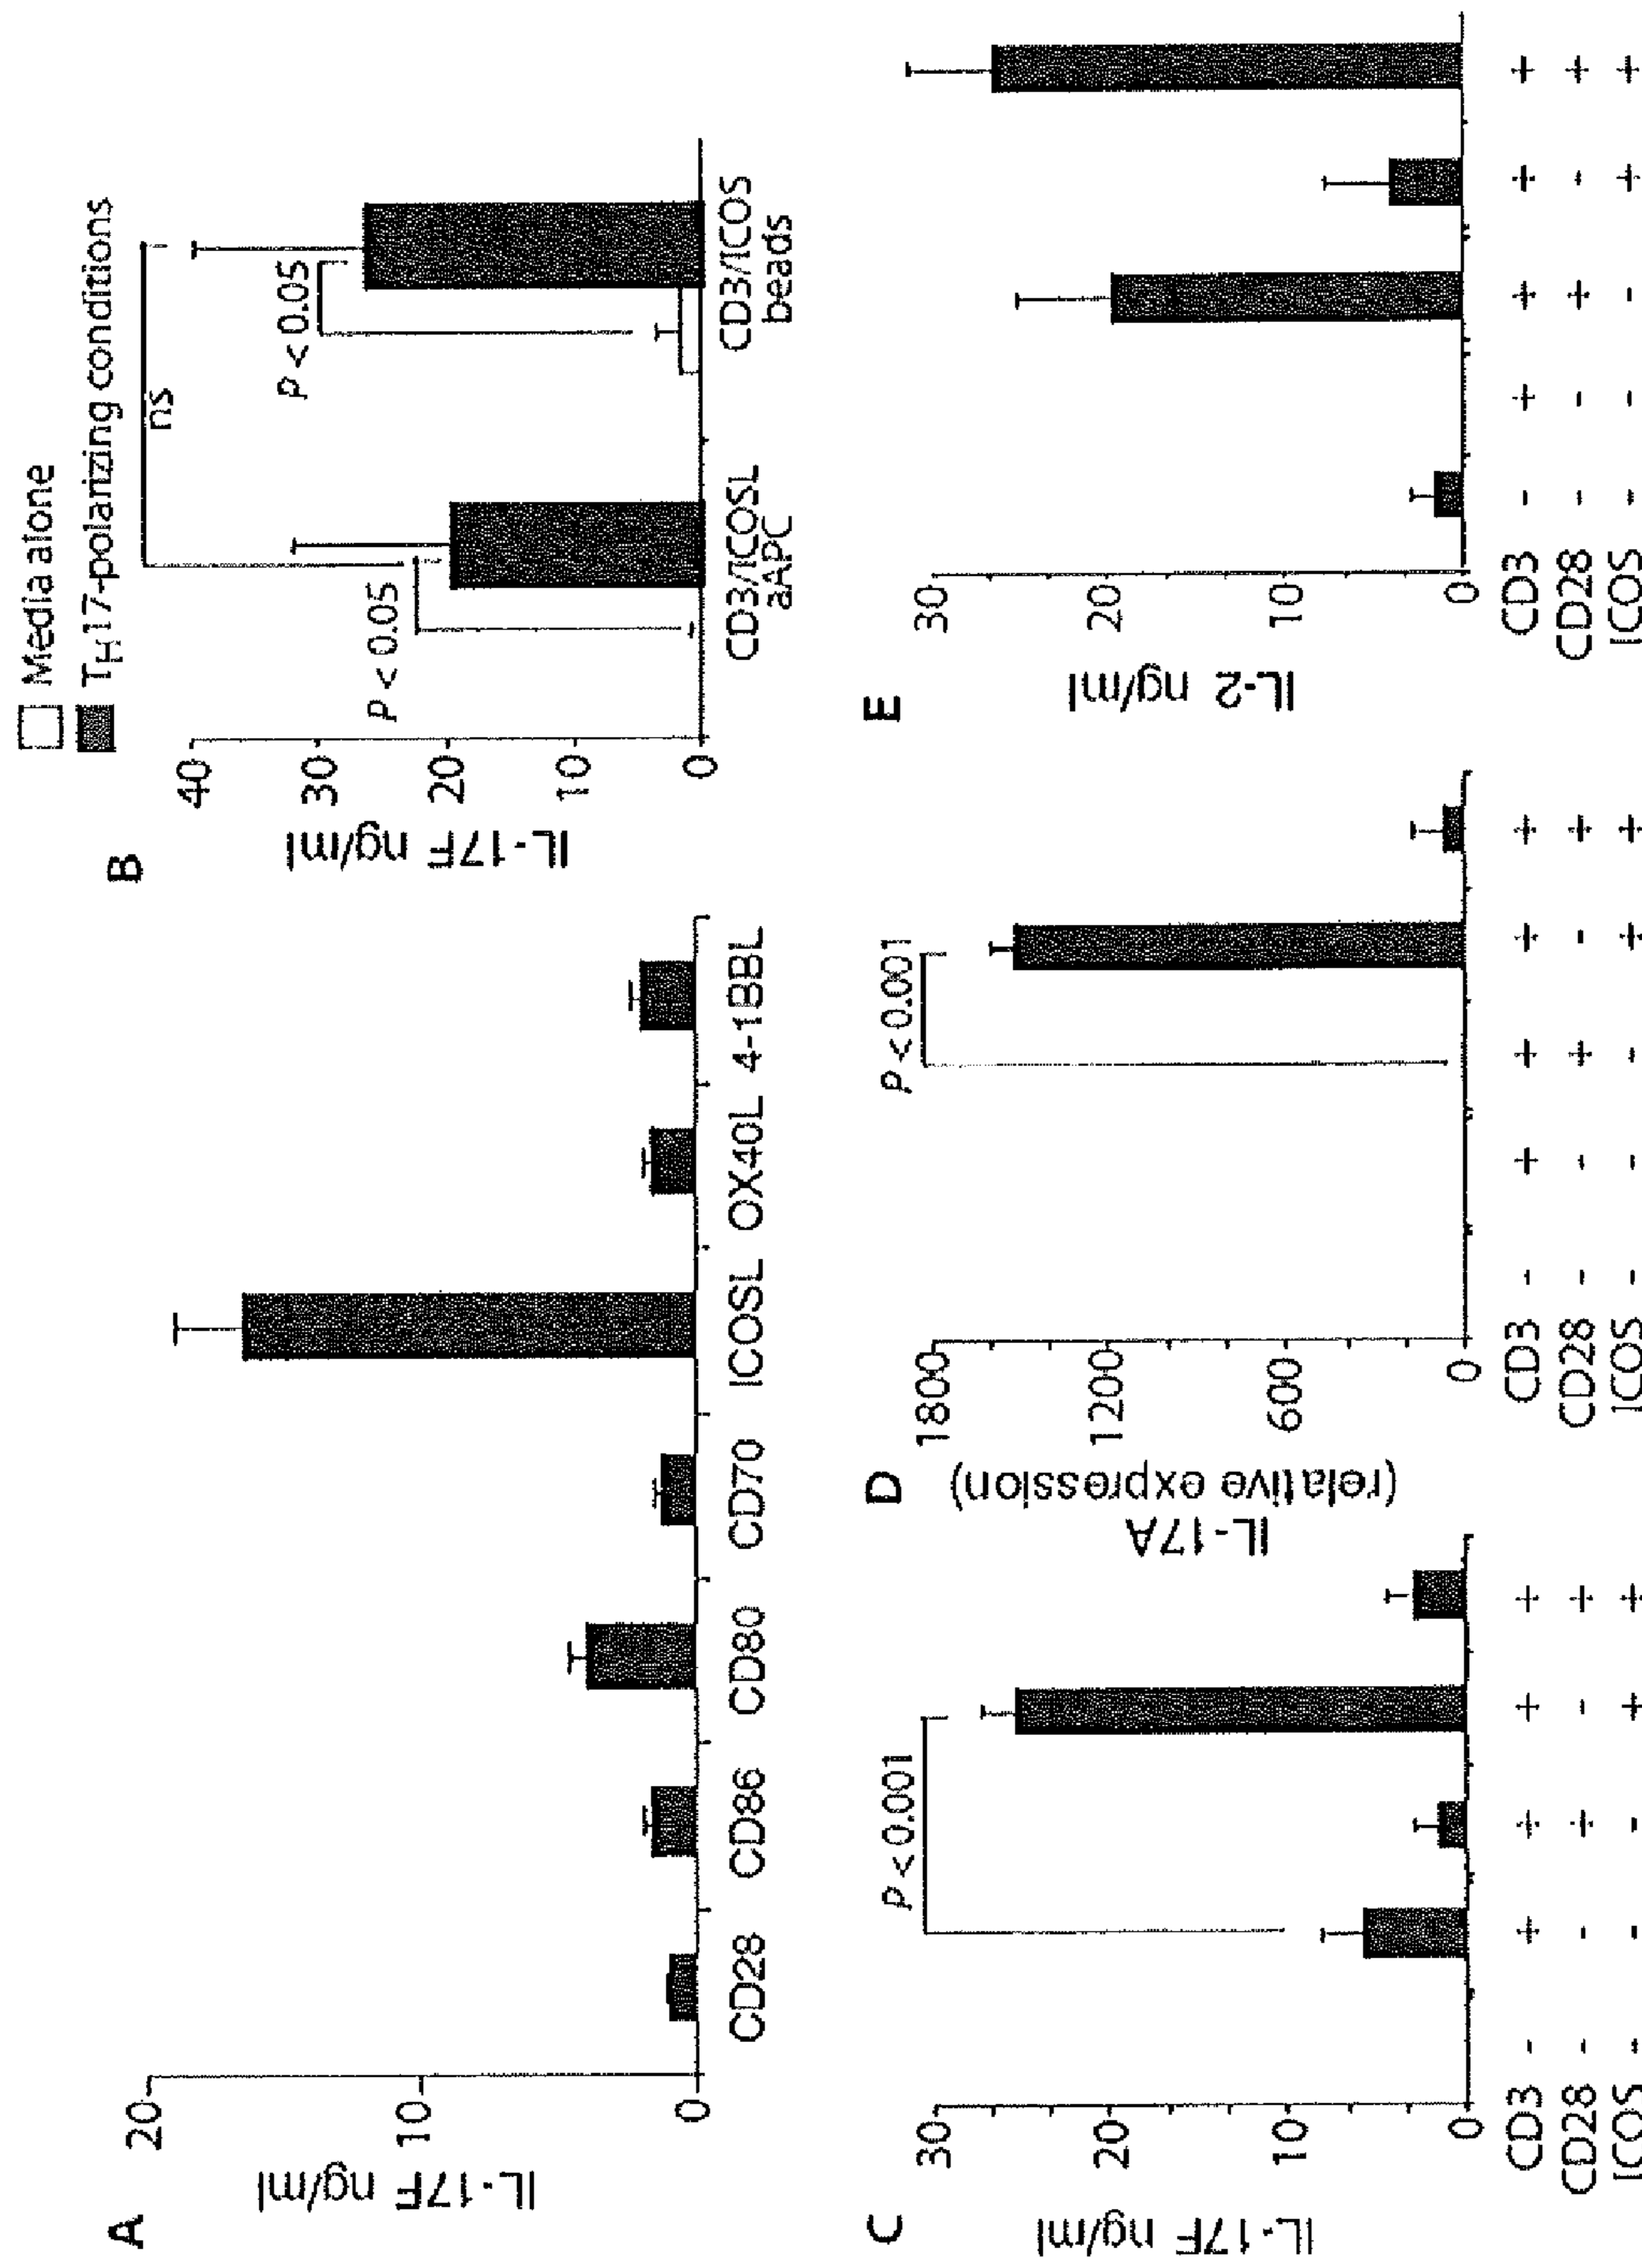 A
IL-17F ng/ml
20
10
0
CD28 CD86 CD80 CD70 ICOSL OX40L 4-1BBL
Media alone
TH17-polarizing conditions
B
IL-17F ng/ml
40
30
20
10
0
ns
P < 0.05
P < 0.05
CD3/ICOSL
aAPC
CD3/ICOS
beads
C
IL-17F ng/ml
30
20
10
0
P < 0.001
CD3 - + + + +
CD28 - - + - +
ICOS - - - + +
D
IL-17A
(relative expression)
1800
1200
600
0
P < 0.001
CD3 - + + + +
CD28 - - + - +
ICOS - - - + +
E
IL-2 ng/ml
30
20
10
0
CD3 - + + + +
CD28 - - + - +
ICOS - - - + +